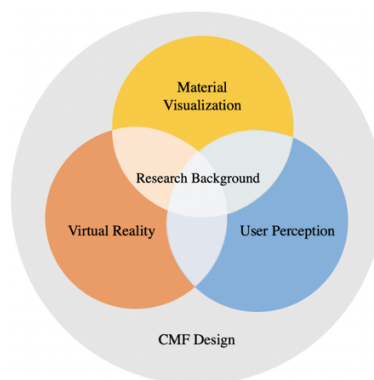 Material
Visualization
Research Background
Virtual Reality
User Perception
CMF Design